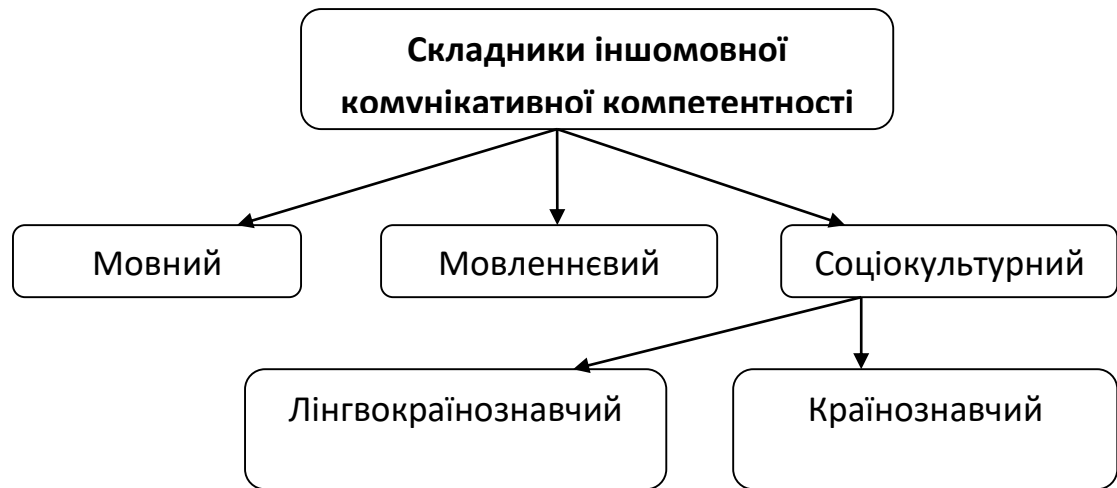 Складники іншомовної
комунікативної компетентності
Мовний
Мовленнєвий
Соціокультурний
Лінгвокраїнознавчий
Країнознавчий